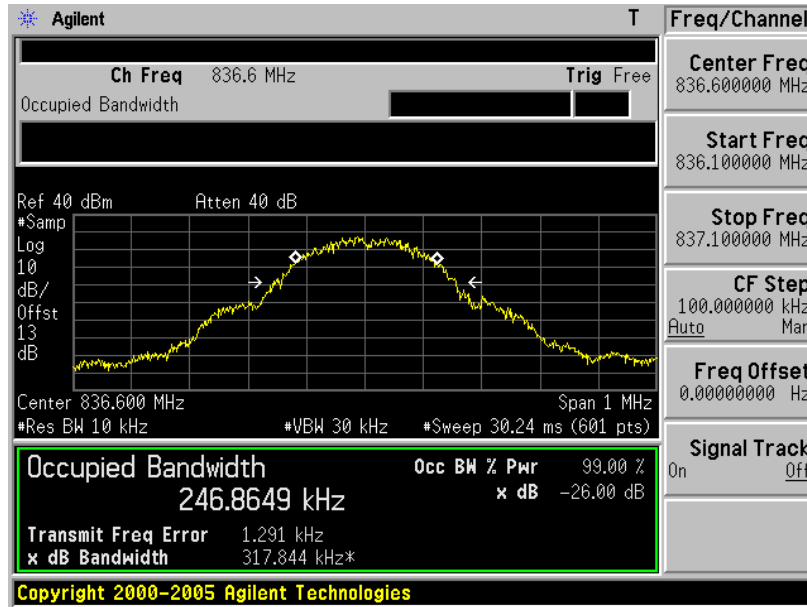 Agilent T
Freq/Channel
Ch Freq 836.6 MHz Trig Free
Occupied Bandwidth
Center Freq
836.600000 MHz
Start Freq
836.100000 MHz
Stop Freq
837.100000 MHz
CF Step
100.000000 kHz
Auto Man
Freq Offset
0.00000000 Hz
Signal Track
On Off
Ref 40 dBm Atten 40 dB
#Samp
Log
10
dB/
Offst
13
dB
Center 836.600 MHz Span 1 MHz
#Res BW 10 kHz #VBW 30 kHz #Sweep 30.24 ms (601 pts)
Occupied Bandwidth
246.8649 kHz
Occ BW % Pwr 99.00 %
x dB -26.00 dB
Transmit Freq Error 1.291 kHz
x dB Bandwidth 317.844 kHz*
Copyright 2000-2005 Agilent Technologies